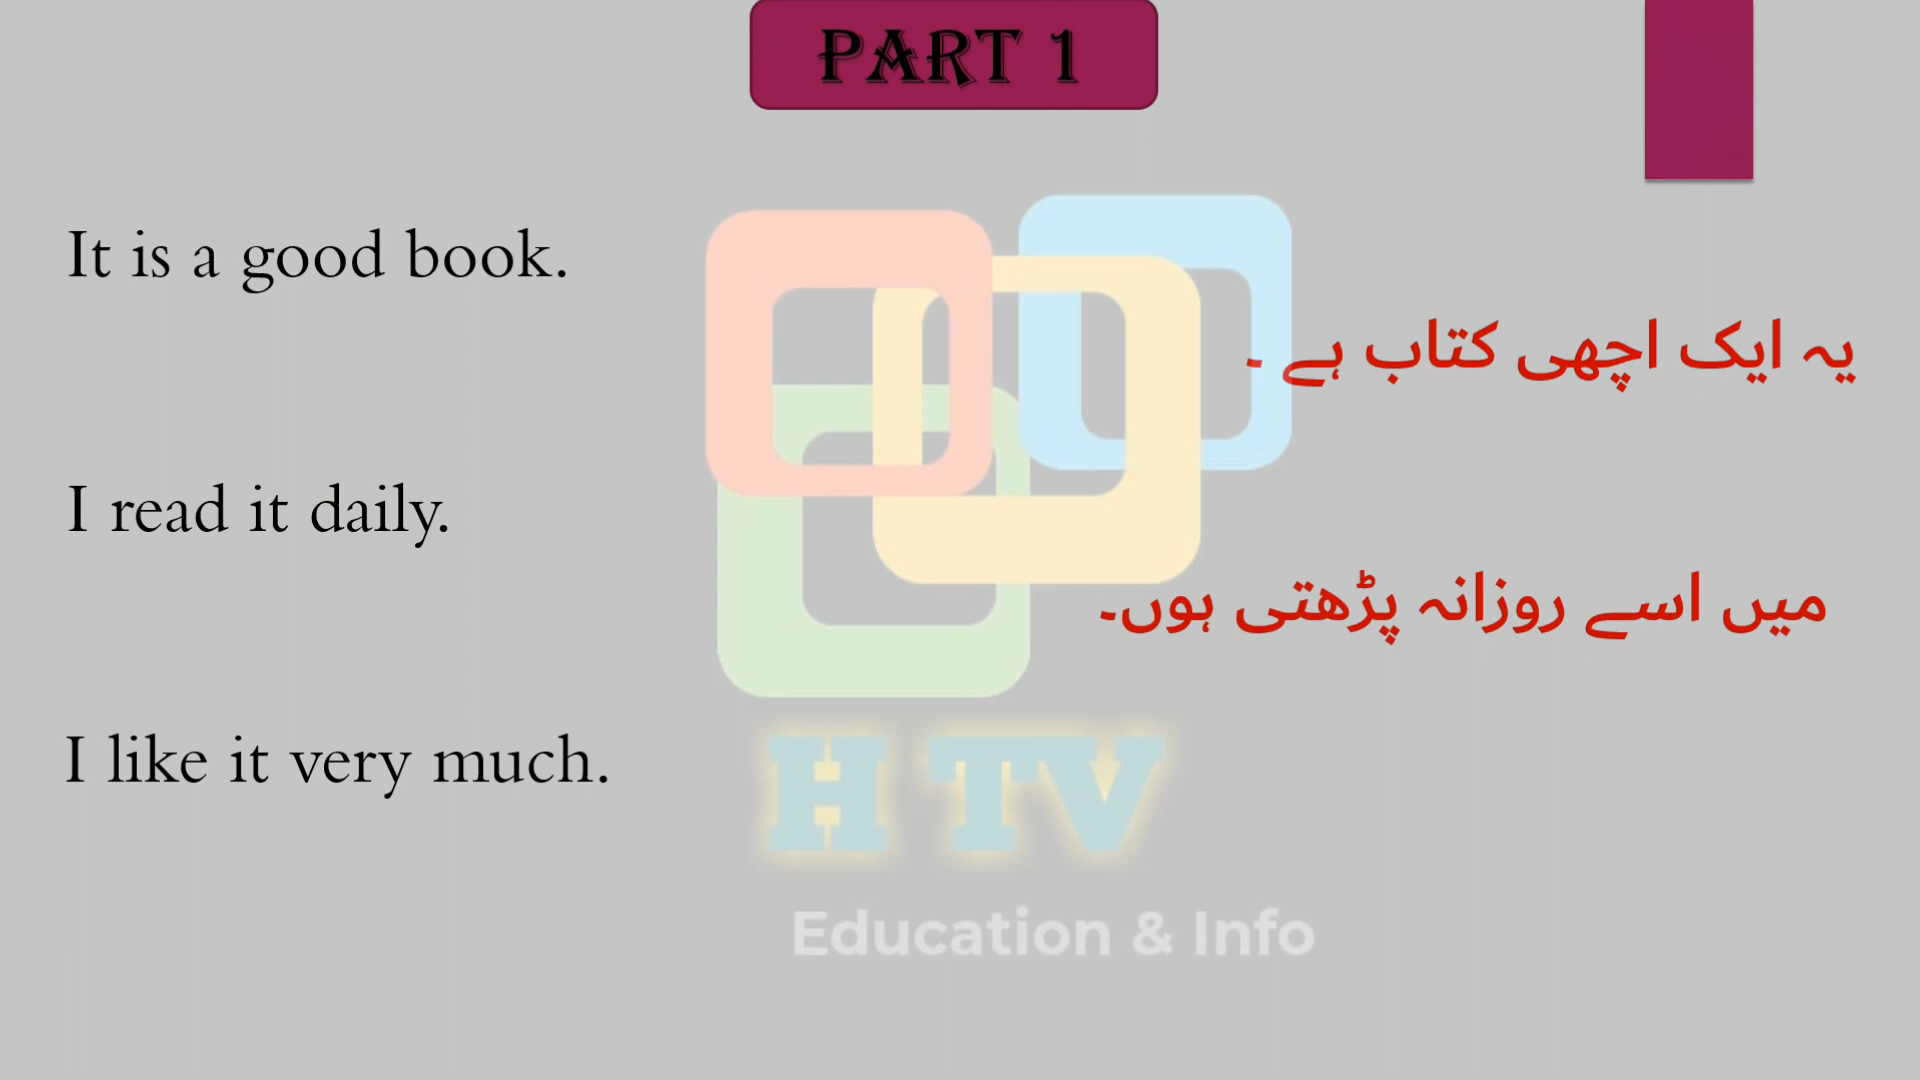 PART 1
It is a good book.
یہ ایک اچھی کتاب ہے ۔
I read it daily.
میں اسے روزانہ پڑھتی ہوں۔
I like it very much.
H TV
Education & Info